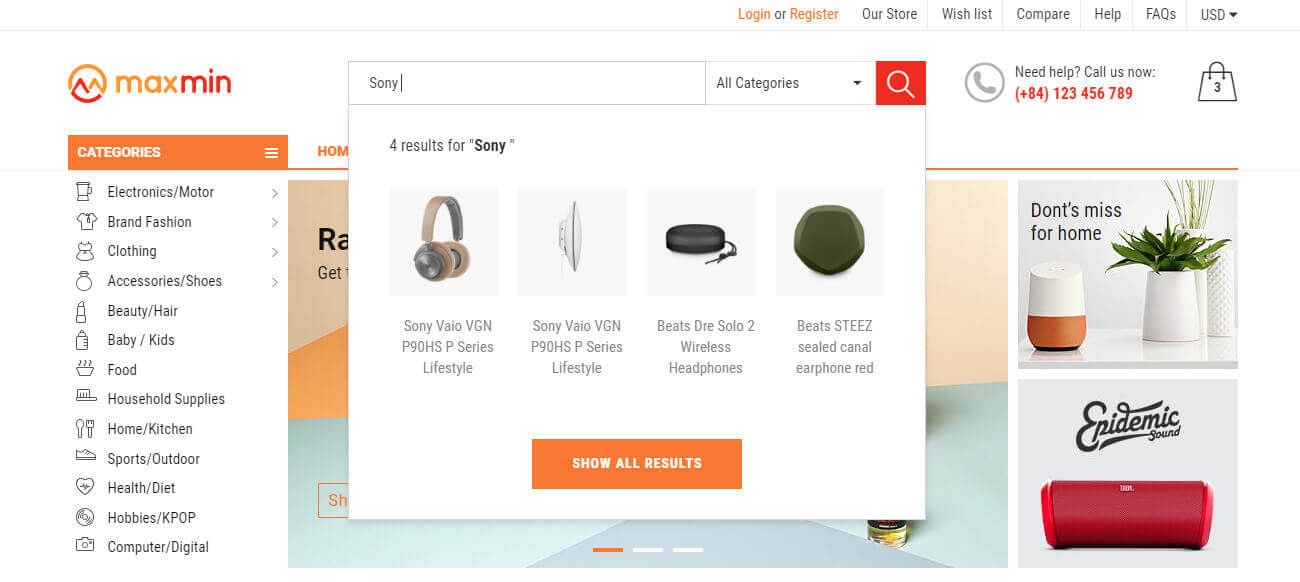 Login or Register
Our Store
Wish list
Compare
Help
FAQs
USD
maxmin
Sony
All Categories
Need help? Call us now:
(+84) 123 456 789
3
CATEGORIES
HOM
4 results for "Sony "
Electronics/Motor
Brand Fashion
Clothing
Accessories/Shoes
Beauty/Hair
Baby / Kids
Food
Household Supplies
Home/Kitchen
Sports/Outdoor
Health/Diet
Hobbies/KPOP
Computer/Digital
Ra
Get t
Sh
Sony Vaio VGN
P90HS P Series
Lifestyle
Sony Vaio VGN
P90HS P Series
Lifestyle
Beats Dre Solo 2
Wireless
Headphones
Beats STEEZ
sealed canal
earphone red
SHOW ALL RESULTS
Dont's miss
for home
Epidemic
Sound